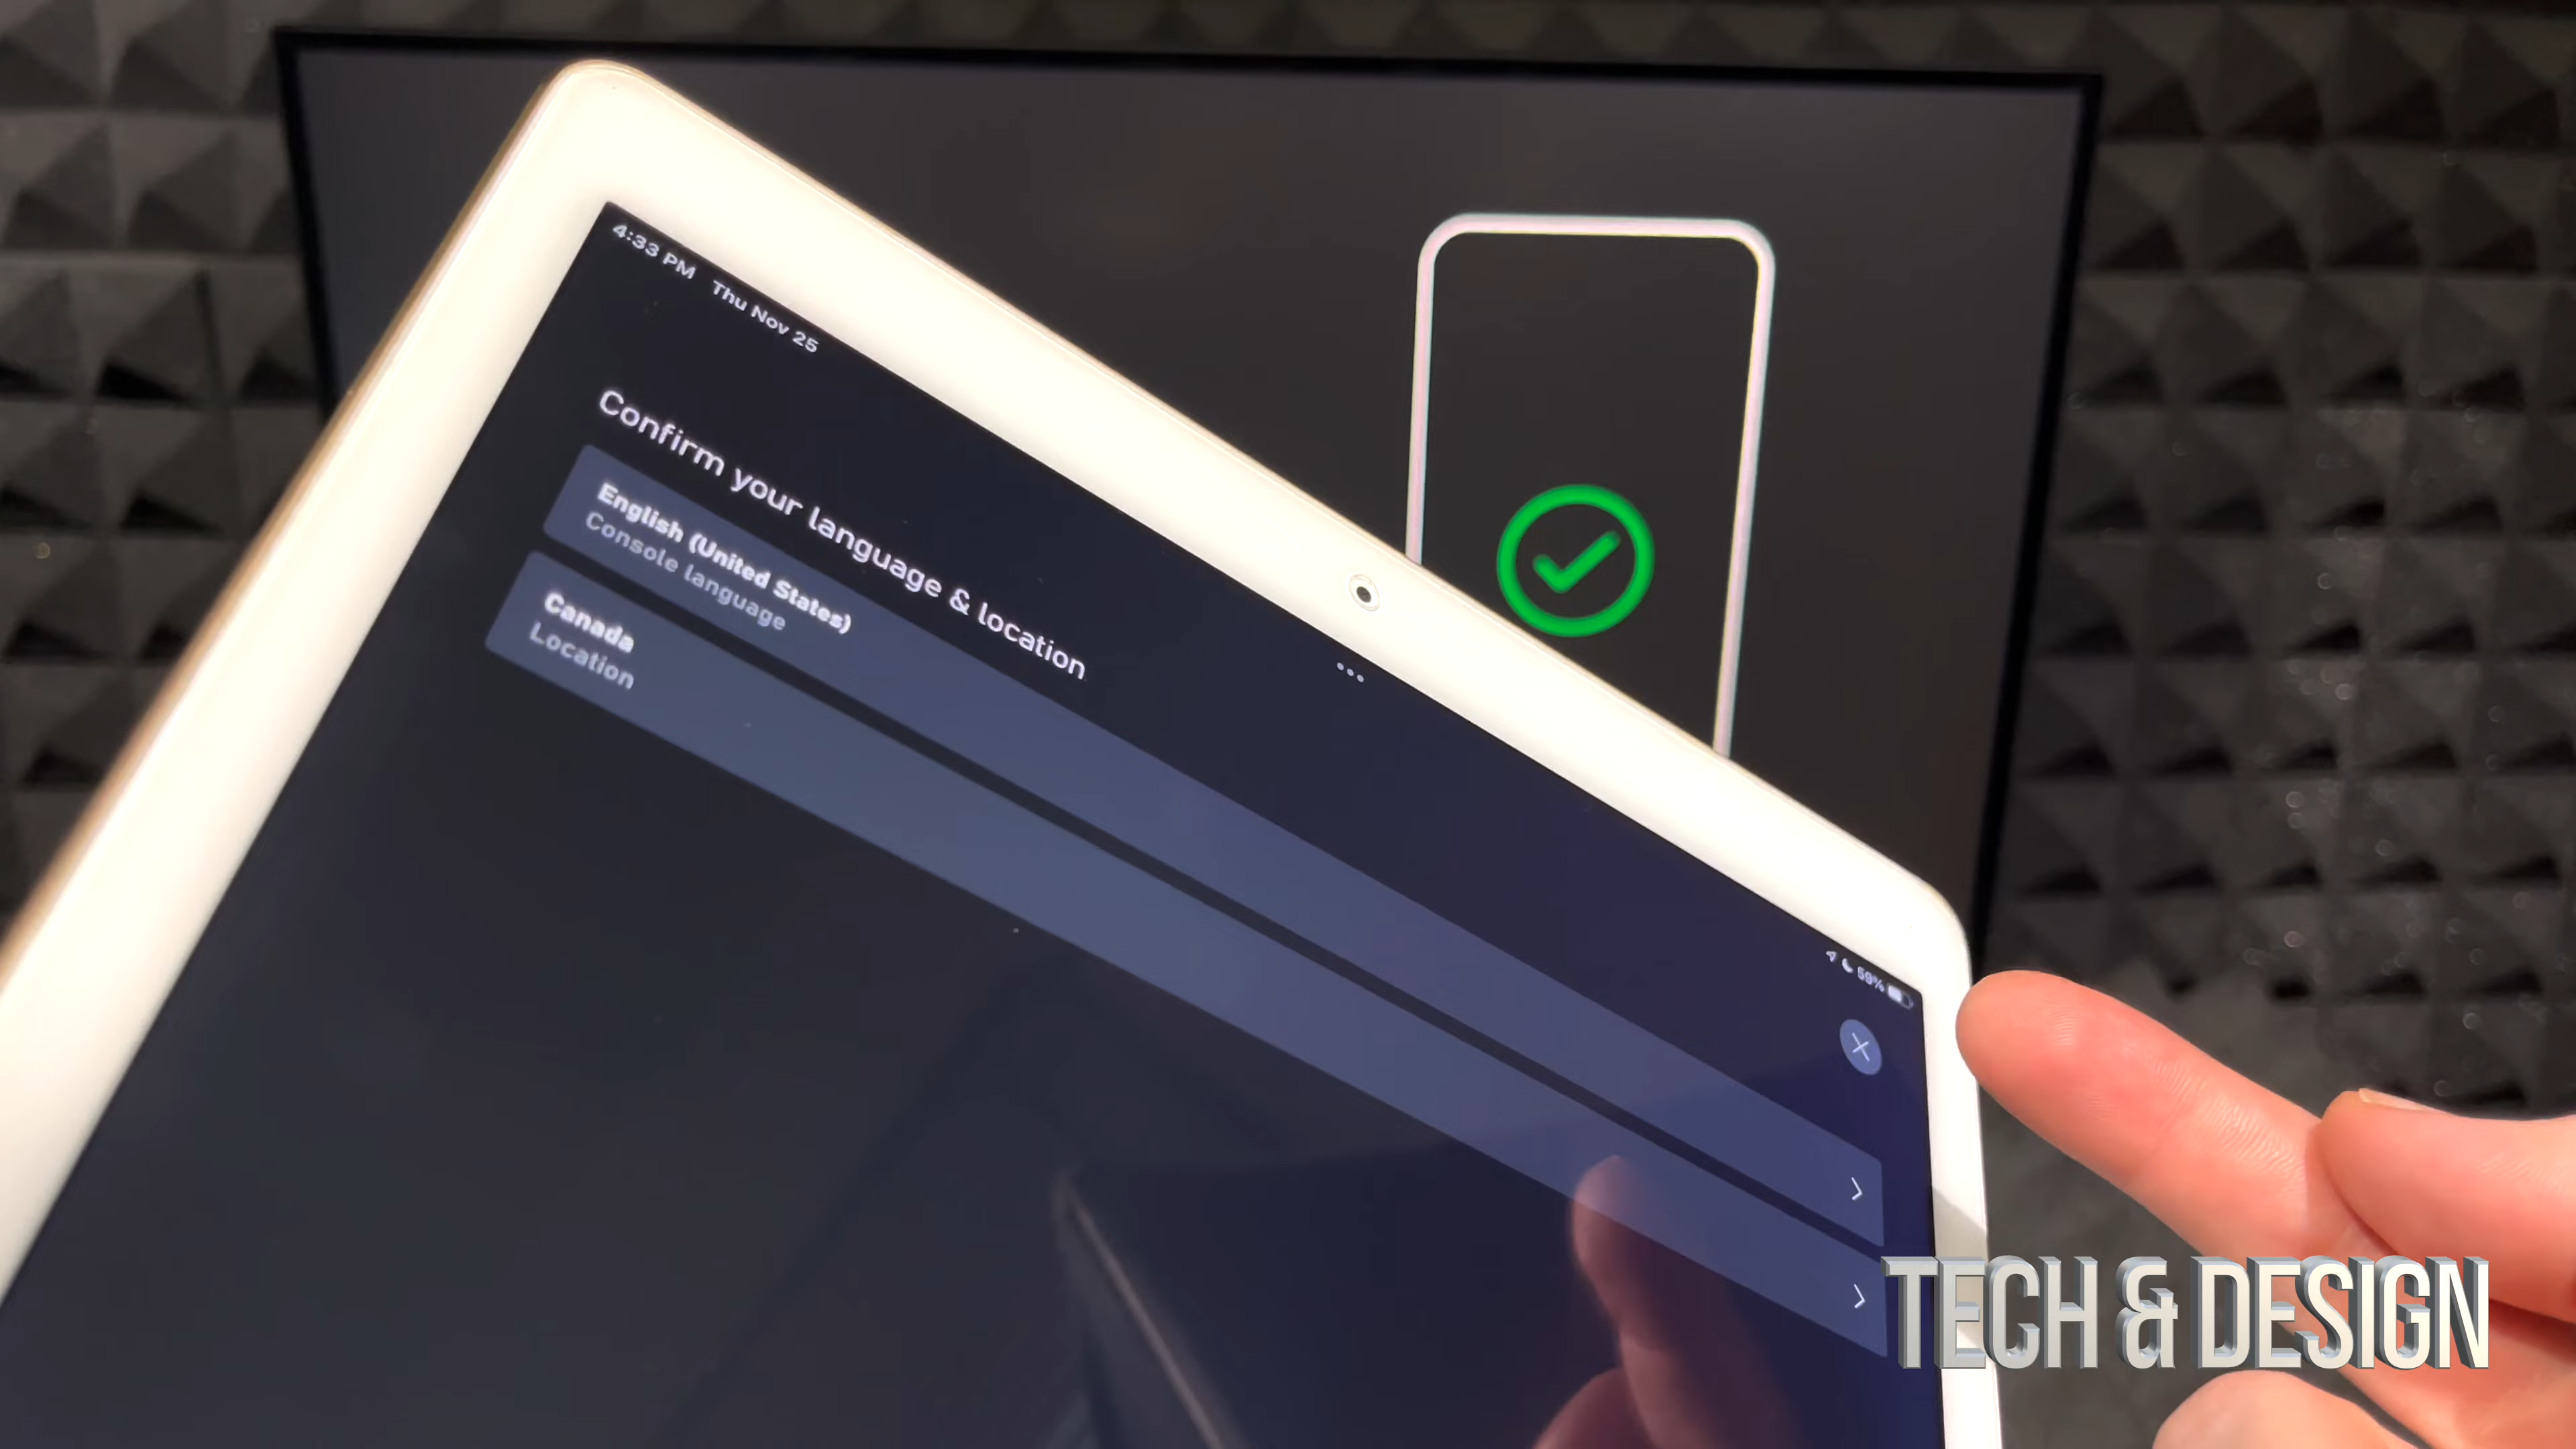 4:33 PM Thu Nov 25
59%
Confirm your language & location
English (United States)
Console language
Canada
Location
TECH & DESIGN